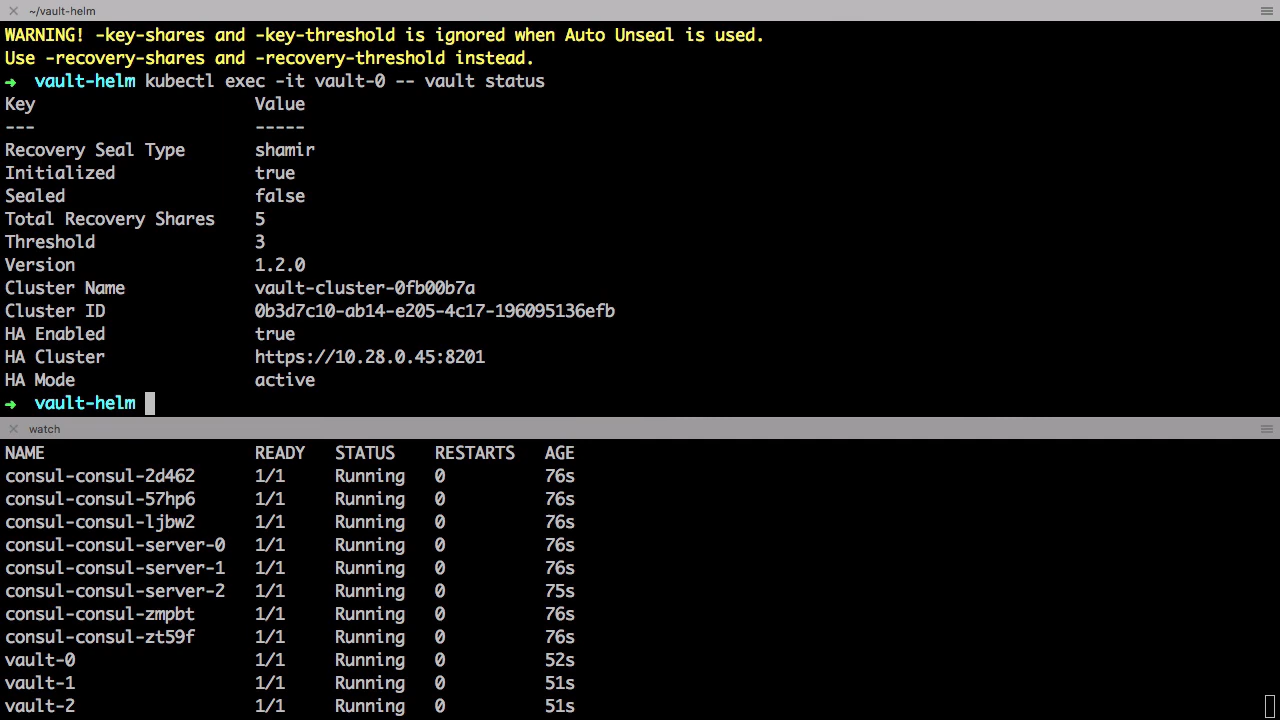 ~/vault-helm
WARNING! -key-shares and -key-threshold is ignored when Auto Unseal is used.
Use -recovery-shares and -recovery-threshold instead.
→ vault-helm kubectl exec -it vault-0 -- vault status
Key Value
--- -----
Recovery Seal Type shamir
Initialized true
Sealed false
Total Recovery Shares 5
Threshold 3
Version 1.2.0
Cluster Name vault-cluster-0fb00b7a
Cluster ID 0b3d7c10-ab14-e205-4c17-196095136efb
HA Enabled true
HA Cluster https://10.28.0.45:8201
HA Mode active
→ vault-helm
watch
NAME READY STATUS RESTARTS AGE
consul-consul-2d462 1/1 Running 0 76s
consul-consul-57hp6 1/1 Running 0 76s
consul-consul-ljbw2 1/1 Running 0 76s
consul-consul-server-0 1/1 Running 0 76s
consul-consul-server-1 1/1 Running 0 76s
consul-consul-server-2 1/1 Running 0 75s
consul-consul-zmpbt 1/1 Running 0 76s
consul-consul-zt59f 1/1 Running 0 76s
vault-0 1/1 Running 0 52s
vault-1 1/1 Running 0 51s
vault-2 1/1 Running 0 51s